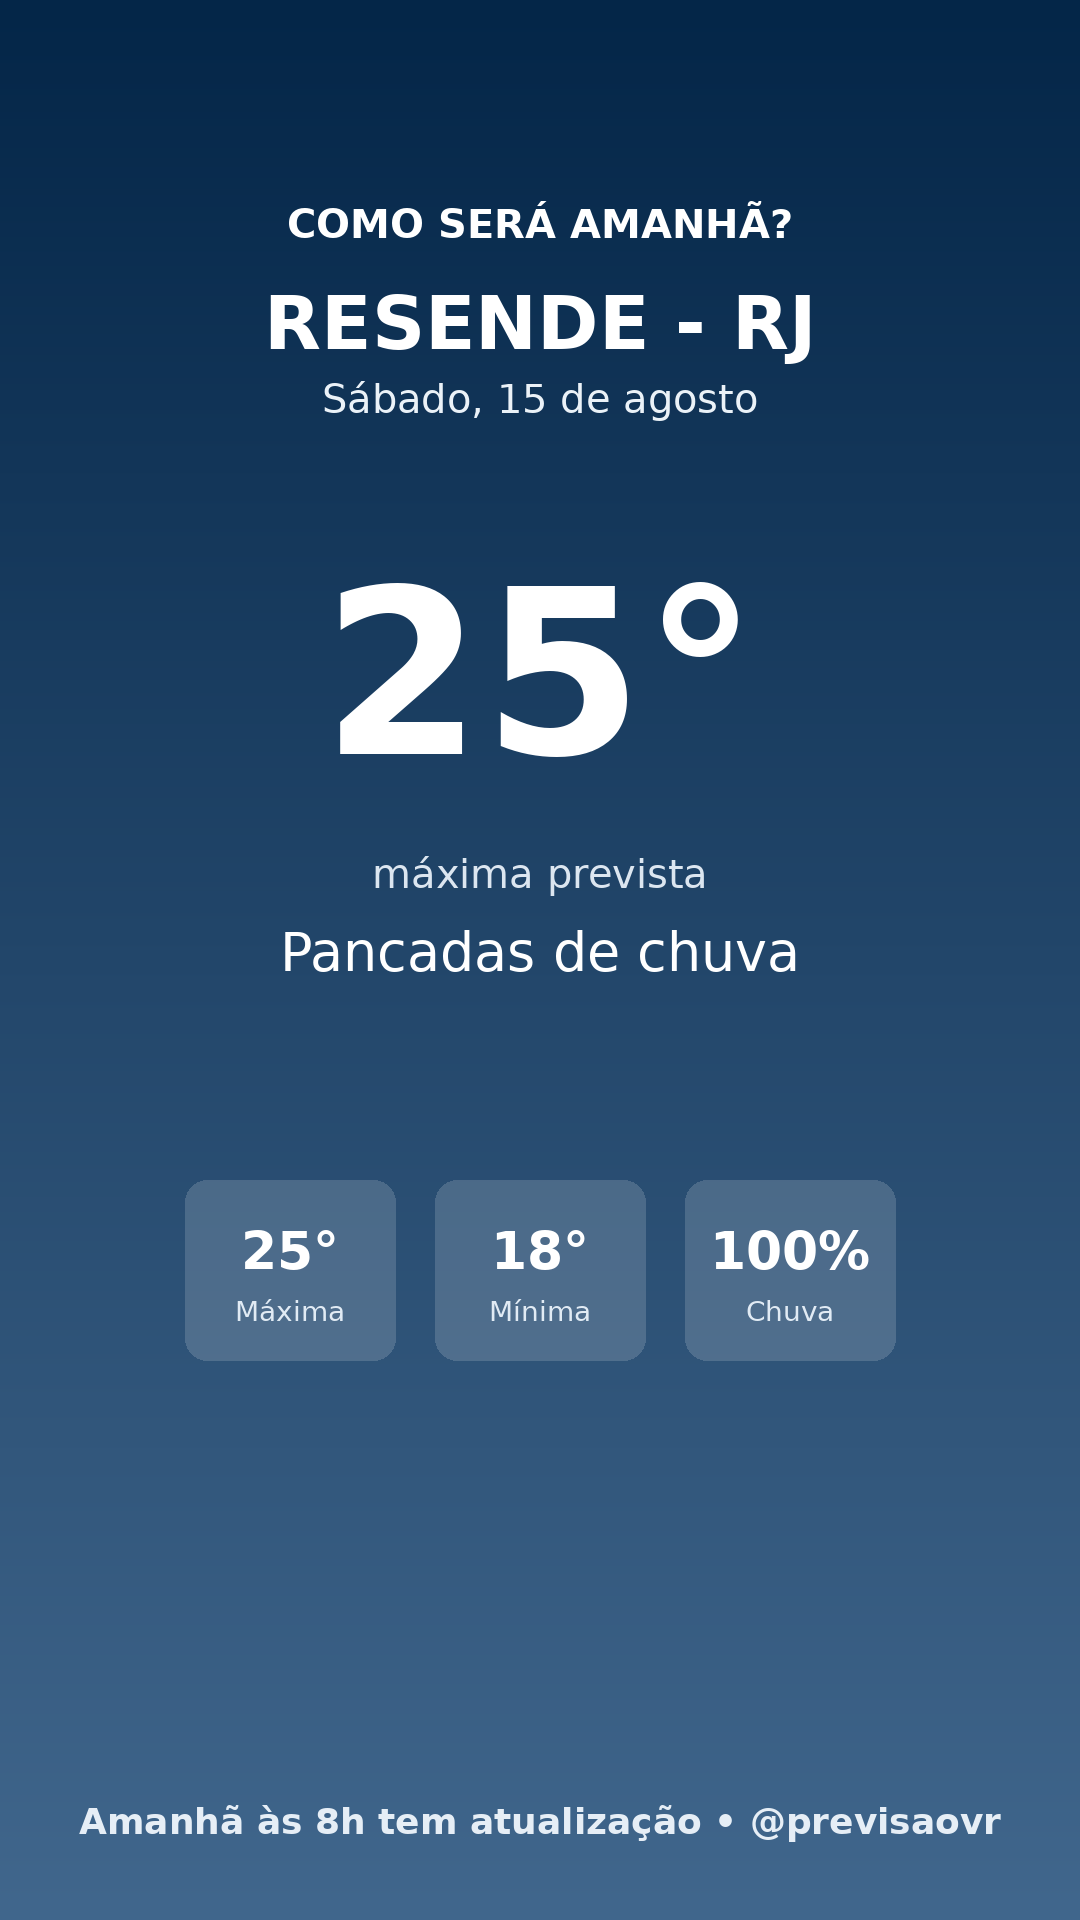 COMO SERÁ AMANHÃ?
RESENDE - RJ
Sábado, 15 de agosto
25°
máxima prevista
Pancadas de chuva
25° 18° 100%
Máxima Mínima Chuva
Amanhã às 8h tem atualização • @previsaovr